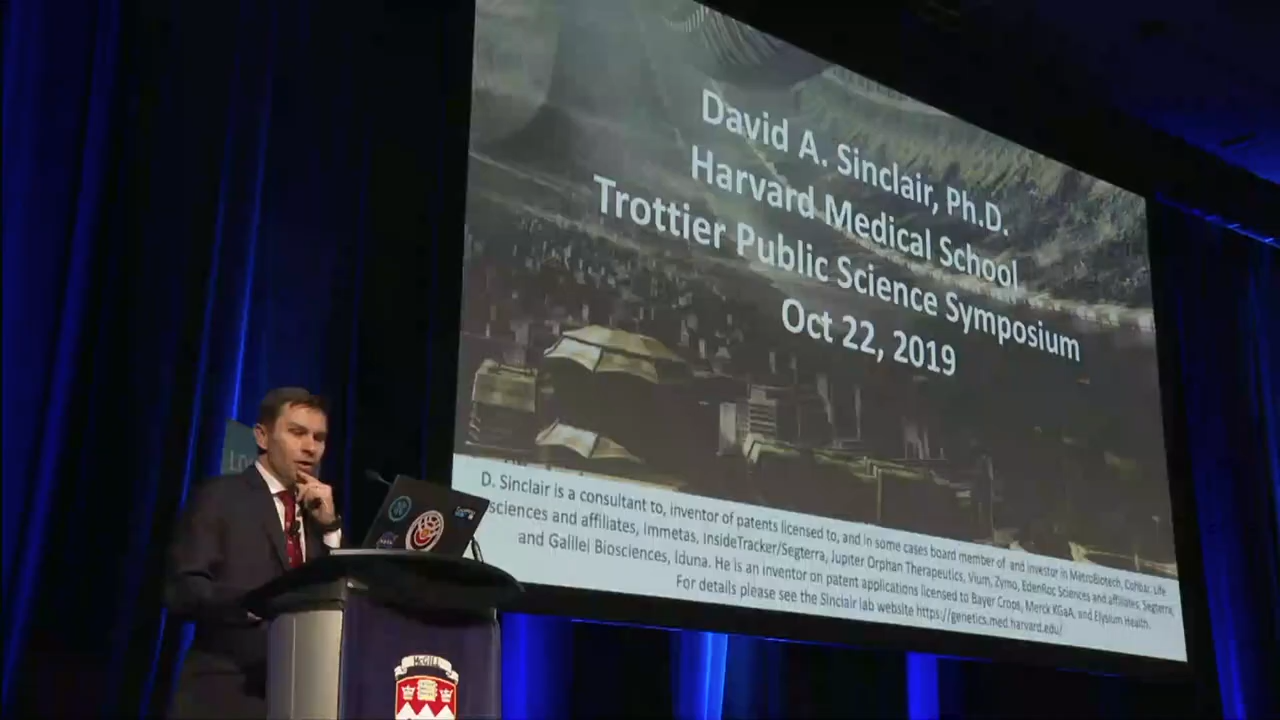 David A. Sinclair, Ph.D.
Harvard Medical School
Trottier Public Science Symposium
Oct 22, 2019
D. Sinclair is a consultant to, inventor of patents licensed to, and in some cases board member of and investor in MetroBiotech, Cohbar, Life
sciences and affiliates, Immetas, InsideTracker/Segterra, Jupiter Orphan Therapeutics, Vium, Zymo, EdenRoc Sciences and affiliates, Segterra,
and Galilei Biosciences, Iduna. He is an inventor on patent applications licensed to Bayer Crops, Merck KGaA, and Elysium Health.
For details please see the Sinclair lab website https://genetics.med.harvard.edu/
NASA
McGILL